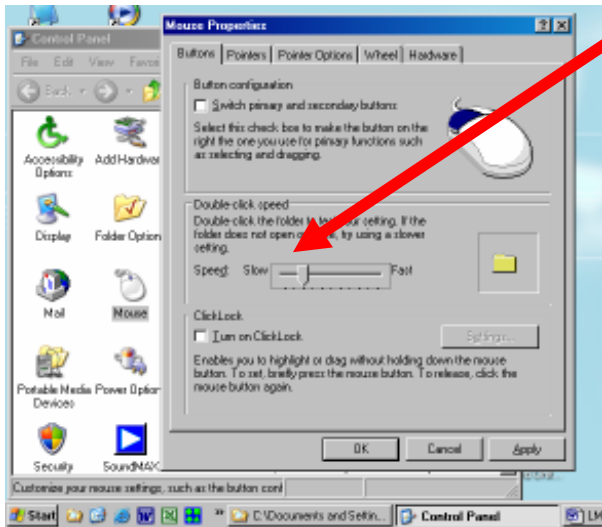 Control Panel
File Edit View Favori
Back
Accessibility Options
Add Hardwar
Display
Folder Option
Mail
Mouse
Portable Media Devices
Power Option
Security
SoundMAX
Customize your mouse settings, such as the button conf
Mouse Properties
Buttons Pointers Pointer Options Wheel Hardware
Button configuration
Switch primary and secondary buttons
Select this check box to make the button on the
right the one you use for primary functions such
as selecting and dragging.
Double-click speed
Double-click the folder to test your setting. If the
folder does not open, try using a slower
setting.
Speed: Slow Fast
ClickLock
Turn on ClickLock
Settings...
Enables you to highlight or drag without holding down the mouse
button. To set, briefly press the mouse button. To release, click the
mouse button again.
OK Cancel Apply
Start
C:\Documents and Settin...
Control Panel
LM